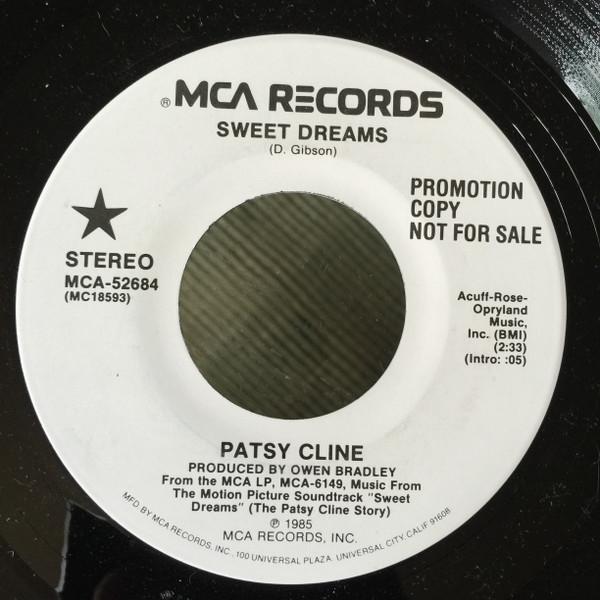 ® MCA RECORDS
SWEET DREAMS
(D. Gibson)
PROMOTION
COPY
NOT FOR SALE
STEREO
MCA-52684
(MC18593)
Acuff-Rose-
Opryland
Music,
Inc. (BMI)
(2:33)
(Intro: :05)
PATSY CLINE
PRODUCED BY OWEN BRADLEY
From the MCA LP, MCA-6149, Music From
The Motion Picture Soundtrack "Sweet
Dreams" (The Patsy Cline Story)
℗ 1985
MCA RECORDS, INC.
MFD. BY MCA RECORDS, INC., 100 UNIVERSAL PLAZA, UNIVERSAL CITY, CALIF. 91608